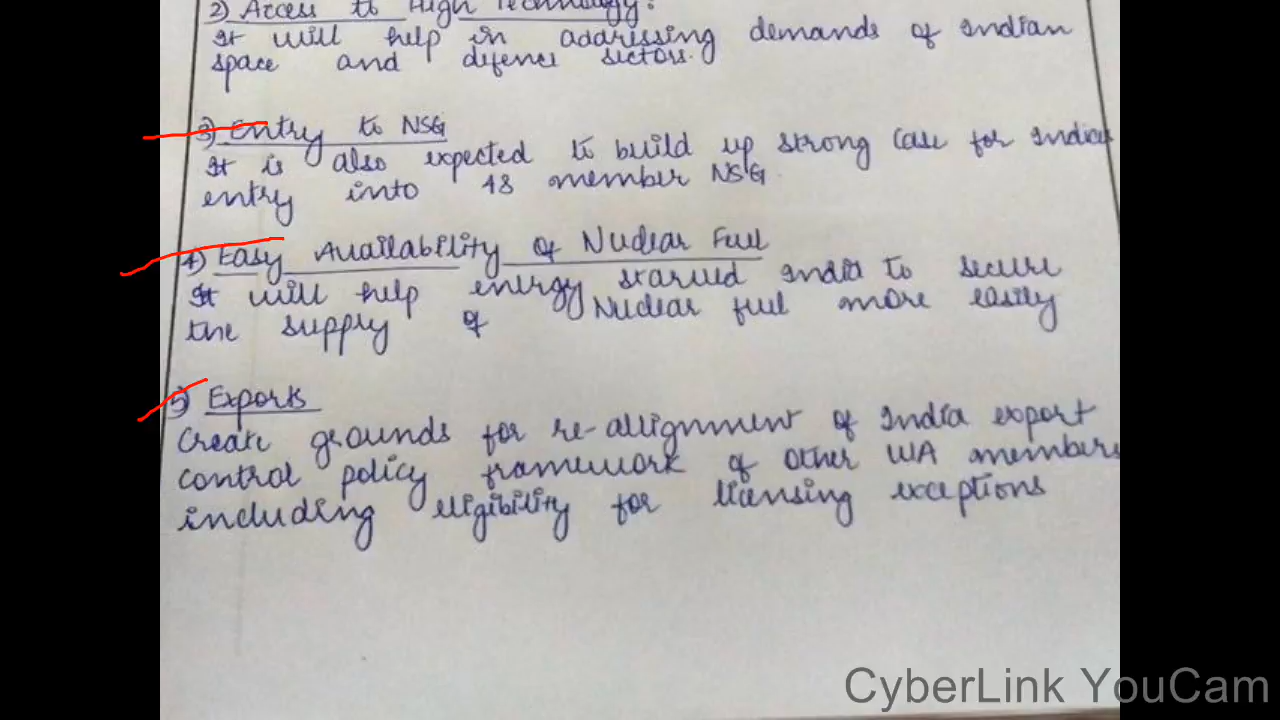 2) Access to High Technology:
It will help in addressing demands of Indian
space and defence sectors.
3) Entry to NSG
It is also expected to build up strong case for Indias
entry into 48 member NSG
4) Easy Availability of Nuclear Fuel
It will help energy starved India to secure
the supply of Nuclear fuel more easily
5) Exports
Create grounds for re-allignment of India export
control policy framework of other WA members
including elligibility for licensing exceptions
CyberLink YouCam